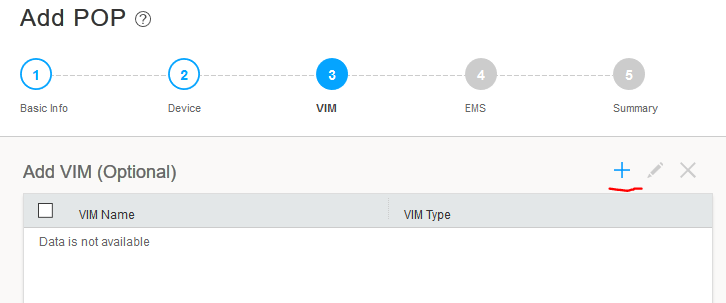 Add POP ?
1 2 3 4 5
Basic Info Device VIM EMS Summary
Add VIM (Optional)
VIM Name VIM Type
Data is not available